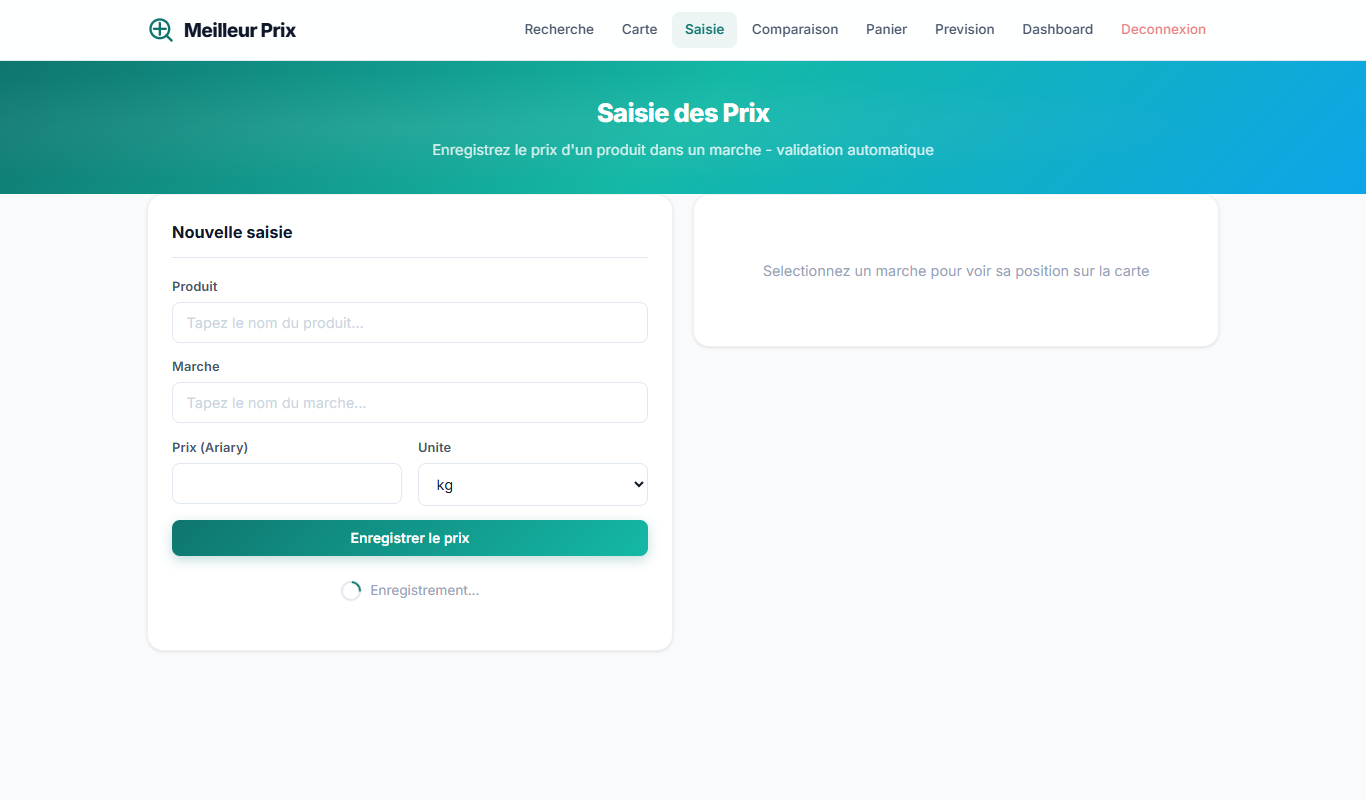 Meilleur Prix
Recherche Carte Saisie Comparaison Panier Prevision Dashboard Deconnexion
Saisie des Prix
Enregistrez le prix d'un produit dans un marche - validation automatique
Nouvelle saisie
Produit
Tapez le nom du produit...
Marche
Tapez le nom du marche...
Prix (Ariary) Unite
kg
Enregistrer le prix
Enregistrement...
Selectionnez un marche pour voir sa position sur la carte